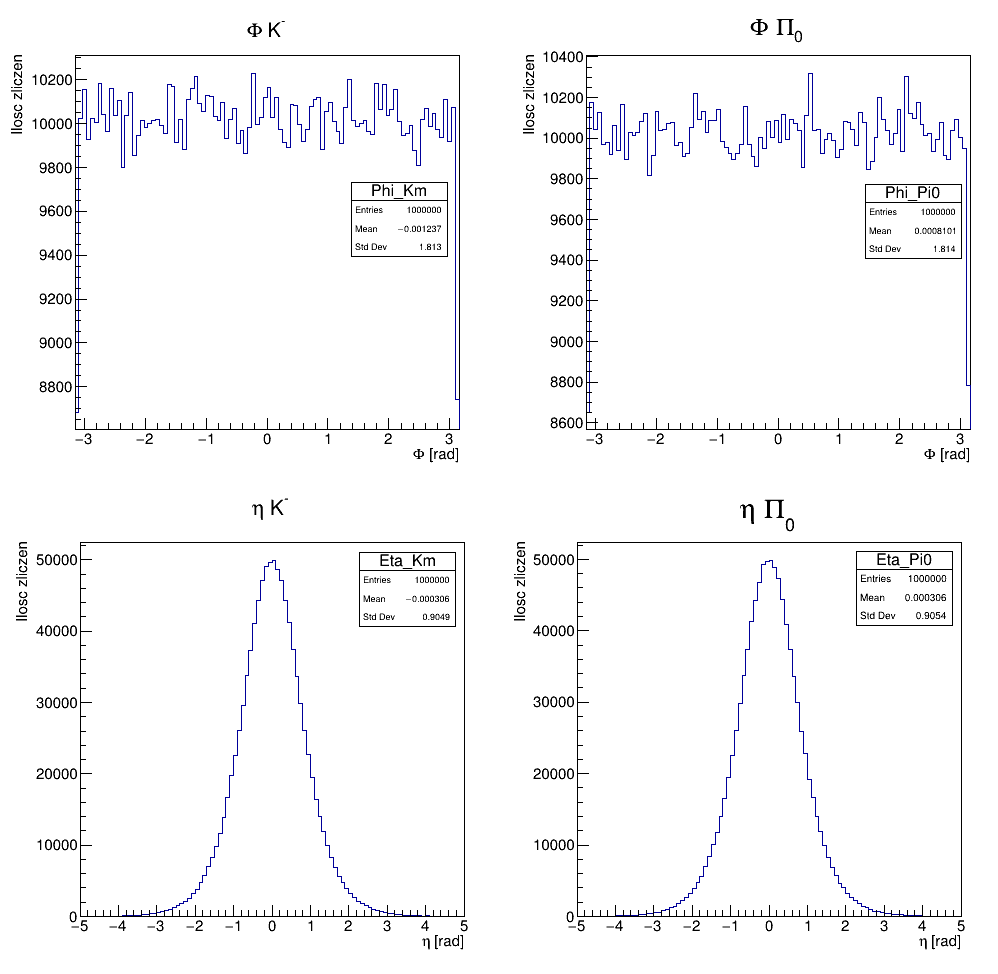 Φ K⁻
Ilosc zliczen
10200
10000
9800
9600
9400
9200
9000
8800
Phi_Km
Entries 1000000
Mean −0.001237
Std Dev 1.813
−3 −2 −1 0 1 2 3
Φ [rad]
Φ Π₀
Ilosc zliczen
10400
10200
10000
9800
9600
9400
9200
9000
8800
8600
Phi_Pi0
Entries 1000000
Mean 0.0008101
Std Dev 1.814
−3 −2 −1 0 1 2 3
Φ [rad]
η K⁻
Ilosc zliczen
50000
40000
30000
20000
10000
0
Eta_Km
Entries 1000000
Mean −0.000306
Std Dev 0.9049
−5 −4 −3 −2 −1 0 1 2 3 4 5
η [rad]
η Π₀
Ilosc zliczen
50000
40000
30000
20000
10000
0
Eta_Pi0
Entries 1000000
Mean 0.000306
Std Dev 0.9054
−5 −4 −3 −2 −1 0 1 2 3 4 5
η [rad]